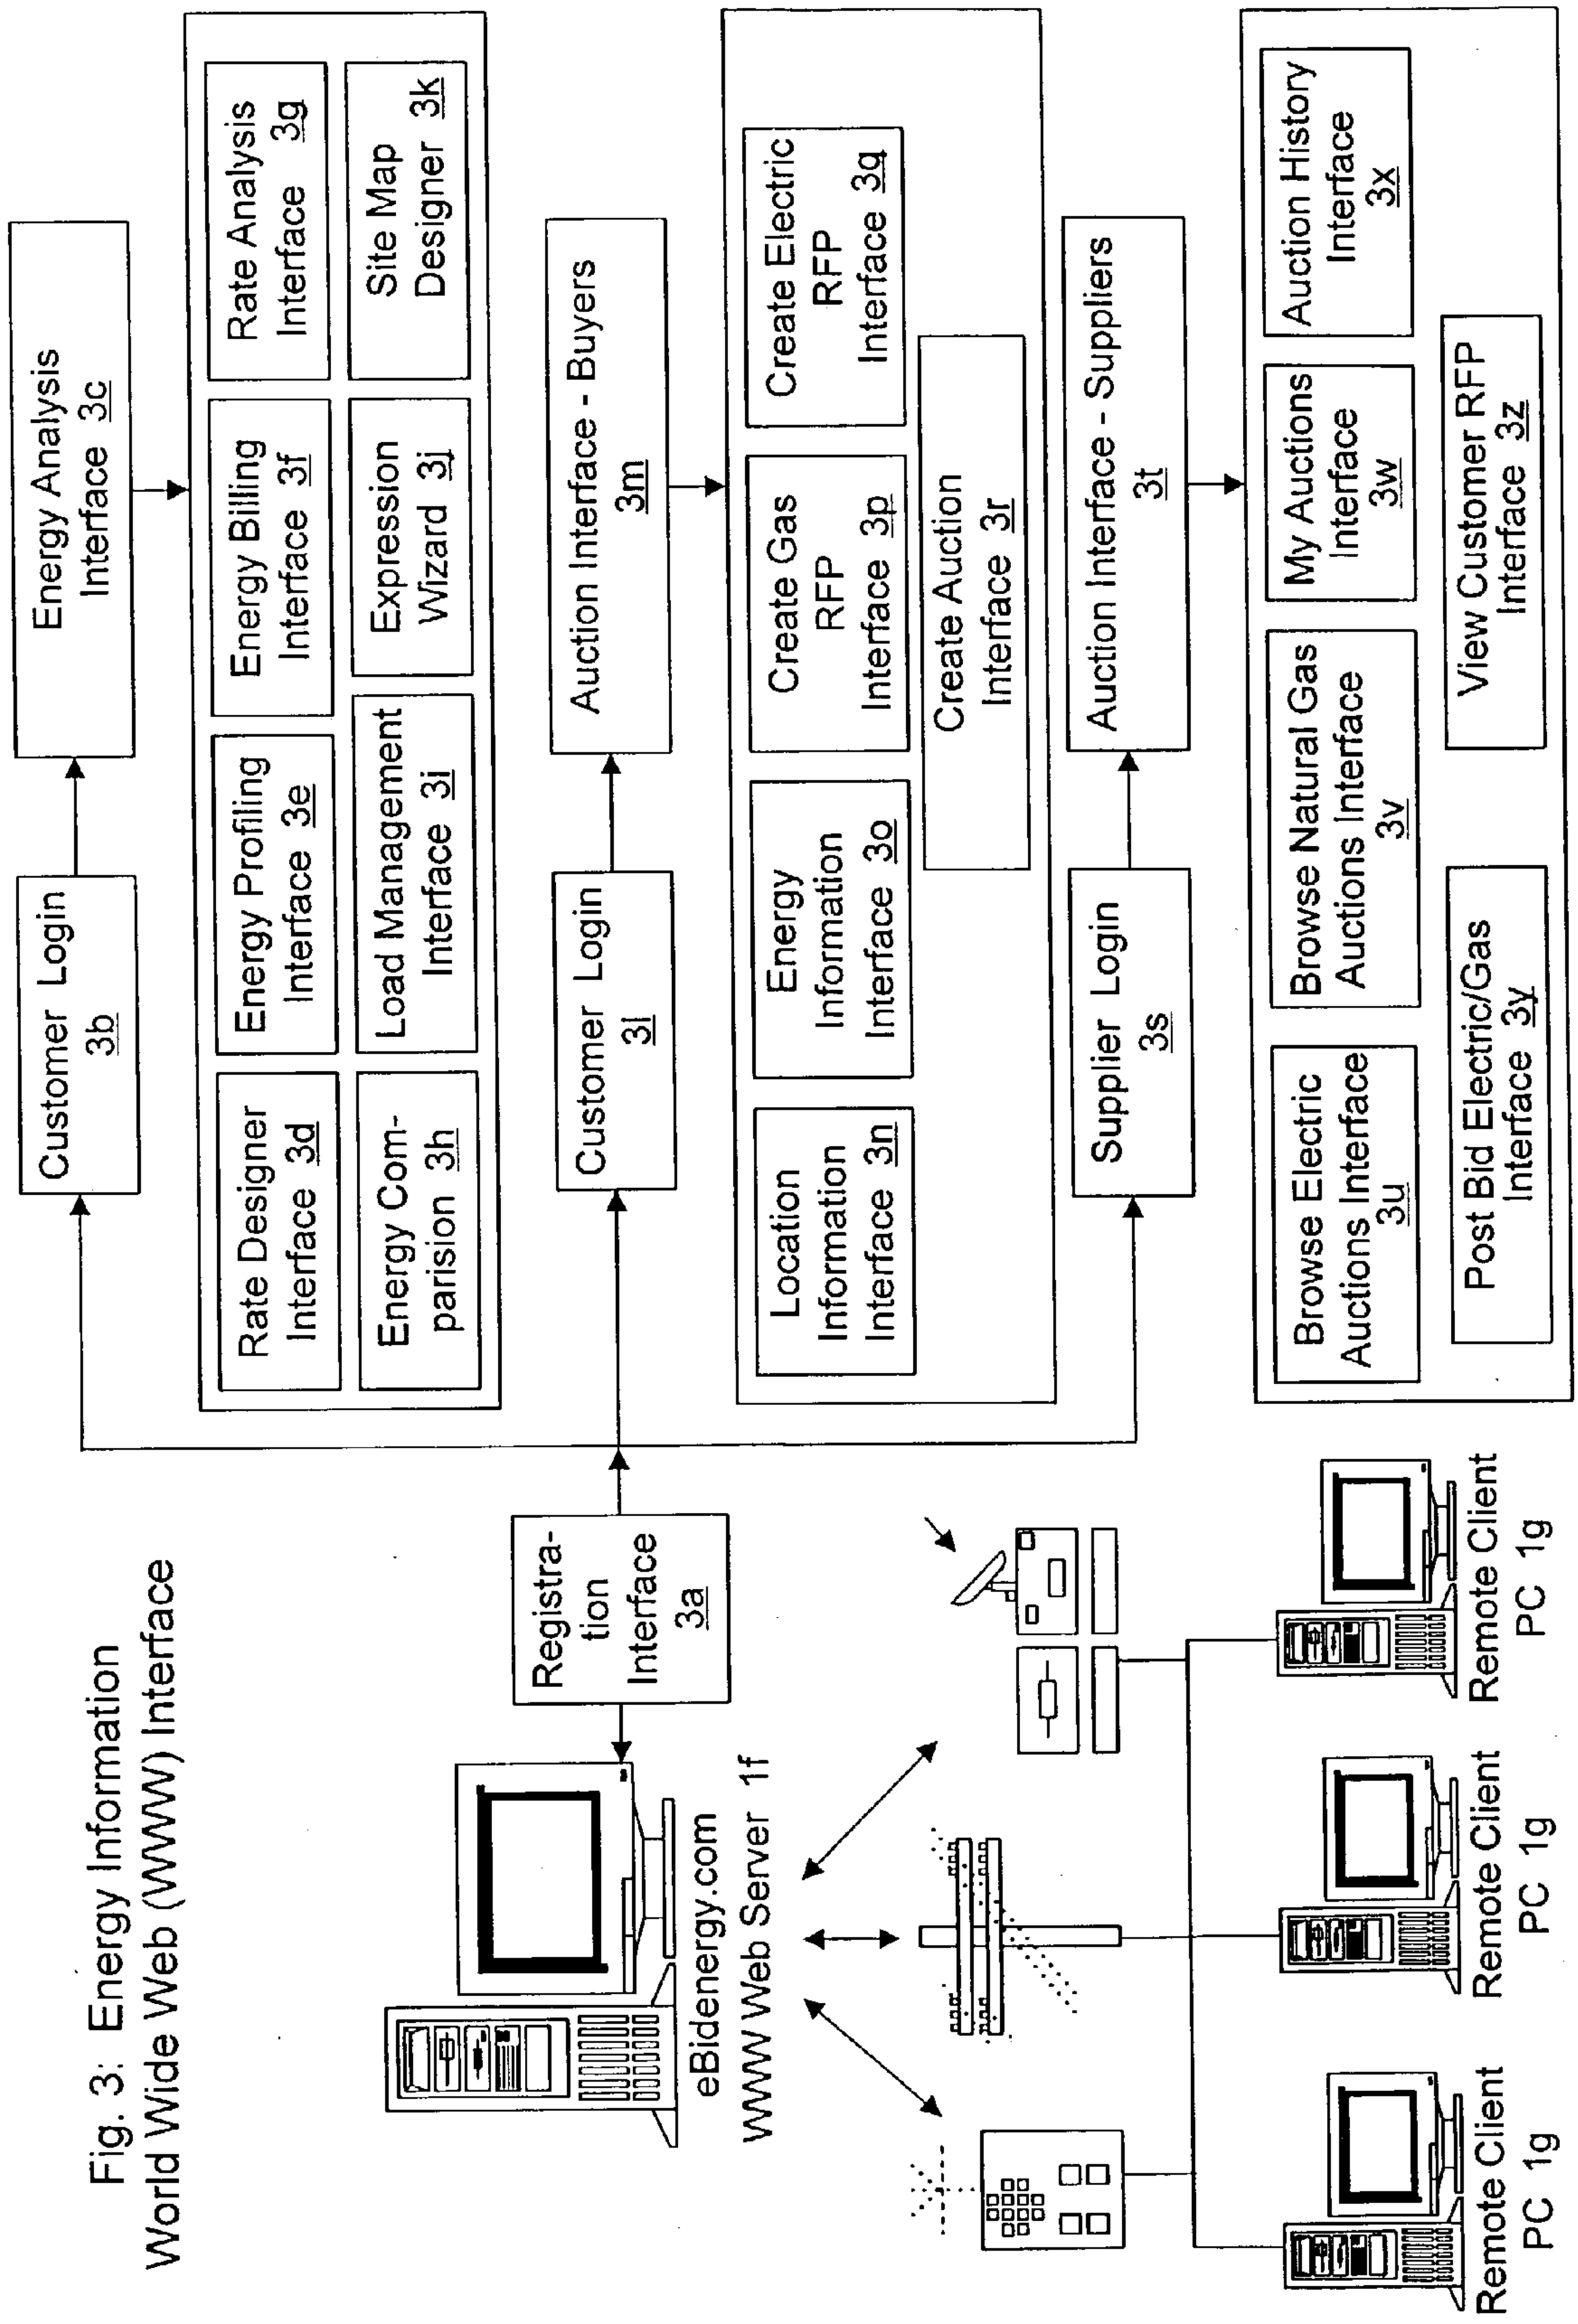 Fig. 3: Energy Information
World Wide Web (WWW) Interface
eBidenergy.com
WWW Web Server 1f
Remote Client
PC 1g
Remote Client
PC 1g
Remote Client
PC 1g
Registra-
tion
Interface
3a
Customer Login
3b
Energy Analysis
Interface 3c
Rate Designer
Interface 3d
Energy Profiling
Interface 3e
Energy Billing
Interface 3f
Rate Analysis
Interface 3g
Energy Com-
parision 3h
Load Management
Interface 3i
Expression
Wizard 3j
Site Map
Designer 3k
Customer Login
3l
Auction Interface - Buyers
3m
Location
Information
Interface 3n
Energy
Information
Interface 3o
Create Gas
RFP
Interface 3p
Create Electric
RFP
Interface 3q
Create Auction
Interface 3r
Supplier Login
3s
Auction Interface - Suppliers
3t
Browse Electric
Auctions Interface
3u
Browse Natural Gas
Auctions Interface
3v
My Auctions
Interface
3w
Auction History
Interface
3x
Post Bid Electric/Gas
Interface 3y
View Customer RFP
Interface 3z